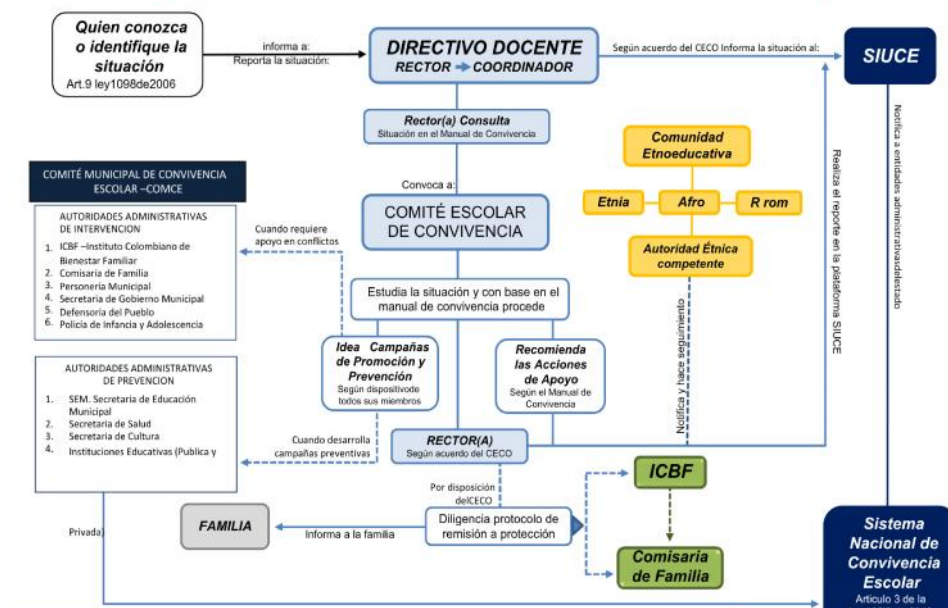 Quien conozca
o identifique la
situación
Art.9 ley1098de2006
informa a:
Reporta la situación:
DIRECTIVO DOCENTE
RECTOR ➔ COORDINADOR
Según acuerdo del CECO Informa la situación al:
SIUCE
Rector(a) Consulta
Situación en el Manual de Convivencia
Convoca a:
COMITÉ ESCOLAR
DE CONVIVENCIA
Comunidad
Etnoeducativa
Etnia
Afro
R rom
Autoridad Étnica
competente
Notifica y hace seguimiento
Realiza el reporte en la plataforma SIUCE
Notifica a entidades administrativasdelestado
COMITÉ MUNICIPAL DE CONVIVENCIA
ESCOLAR –COMCE
AUTORIDADES ADMINISTRATIVAS
DE INTERVENCION
1. ICBF –Instituto Colombiano de
Bienestar Familiar
2. Comisaria de Familia
3. Personería Municipal
4. Secretaria de Gobierno Municipal
5. Defensoría del Pueblo
6. Policía de Infancia y Adolescencia
Cuando requiere
apoyo en conflictos
Estudia la situación y con base en el
manual de convivencia procede
Idea Campañas
de Promoción y
Prevención
Según dispositivode
todos sus miembros
Recomienda
las Acciones
de Apoyo
Según el Manual de
Convivencia
AUTORIDADES ADMINISTRATIVAS
DE PREVENCION
1. SEM. Secretaria de Educación
Municipal
2. Secretaria de Salud
3. Secretaria de Cultura
4. Instituciones Educativas (Publica y
Privada)
Cuando desarrolla
campañas preventivas
RECTOR(A)
Según acuerdo del CECO
Por disposición
delCECO
Diligencia protocolo de
remisión a protección
Informa a la familia
FAMILIA
ICBF
Comisaria
de Familia
Sistema
Nacional de
Convivencia
Escolar
Articulo 3 de la